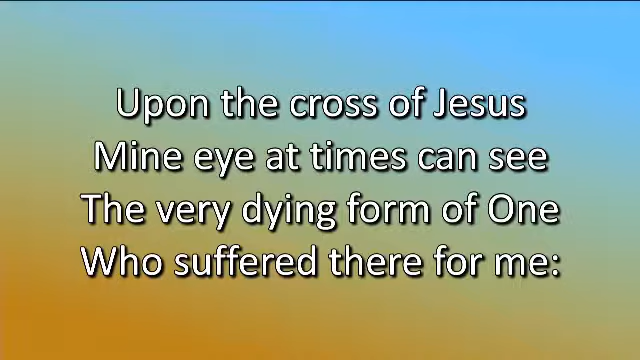 Upon the cross of Jesus
Mine eye at times can see
The very dying form of One
Who suffered there for me: